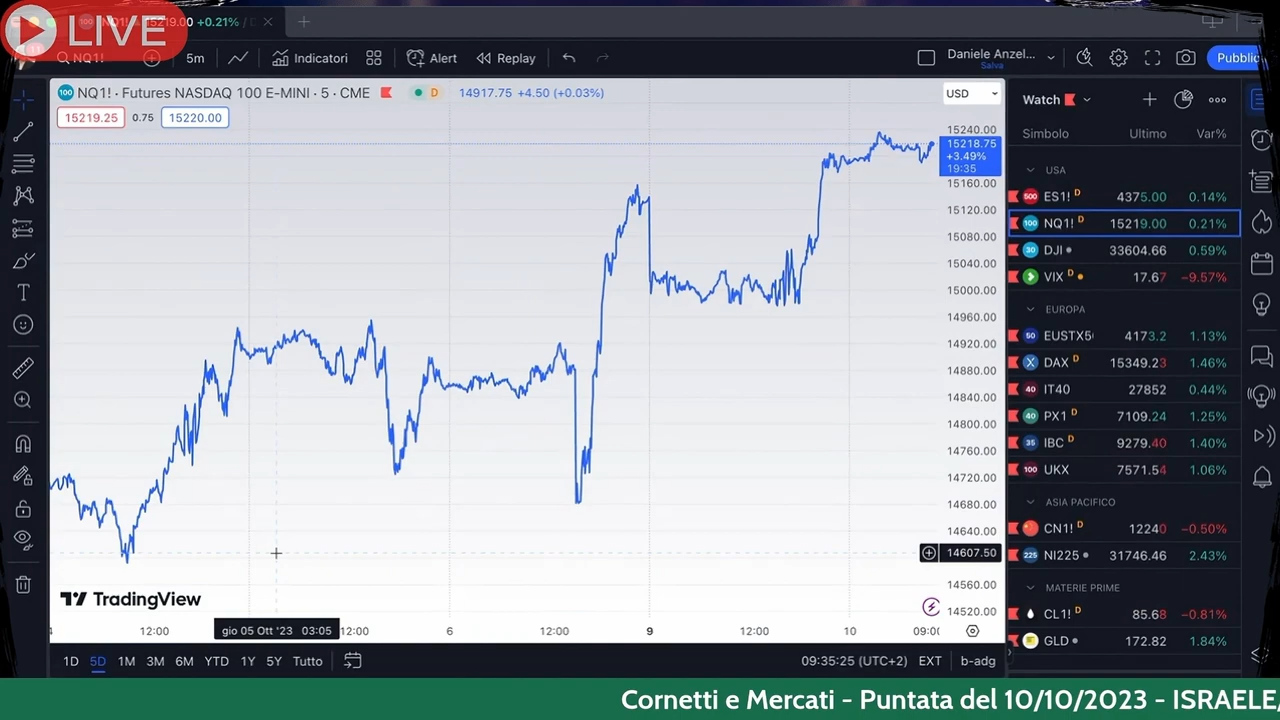 LIVE
15219.00 +0.21% /
NQ1!
5m
Indicatori
Alert
Replay
Daniele Anzel...
Salva
Pubblic
NQ1! · Futures NASDAQ 100 E-MINI · 5 · CME
D
14917.75 +4.50 (+0.03%)
USD
15219.25
0.75
15220.00
15240.00
15218.75
+3.49%
19:35
15160.00
15120.00
15080.00
15040.00
15000.00
14960.00
14920.00
14880.00
14840.00
14800.00
14760.00
14720.00
14680.00
14640.00
14607.50
14560.00
14520.00
TradingView
12:00
gio 05 Ott '23 03:05
12:00
6
12:00
9
12:00
10
09:00
1D
5D
1M
3M
6M
YTD
1Y
5Y
Tutto
09:35:25 (UTC+2)
EXT
b-adg
Watch
Simbolo Ultimo Var%
USA
500 ES1! D 4375.00 0.14%
100 NQ1! D 15219.00 0.21%
30 DJI 33604.66 0.59%
VIX D 17.67 −9.57%
EUROPA
50 EUSTX5 4173.2 1.13%
X DAX D 15349.23 1.46%
40 IT40 27852 0.44%
40 PX1 D 7109.24 1.25%
35 IBC D 9279.40 1.40%
100 UKX 7571.54 1.06%
ASIA PACIFICO
CN1! D 12240 −0.50%
225 NI225 31746.46 2.43%
MATERIE PRIME
CL1! D 85.68 −0.81%
GLD 172.82 1.84%
Cornetti e Mercati - Puntata del 10/10/2023 - ISRAELE,